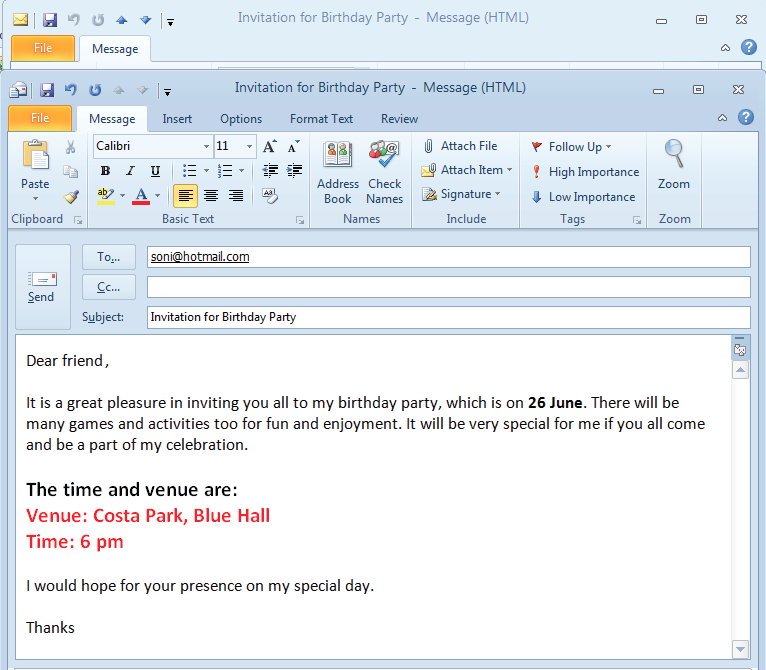 Invitation for Birthday Party - Message (HTML)
File Message
Invitation for Birthday Party - Message (HTML)
File Message Insert Options Format Text Review
Calibri 11 Attach File Follow Up
Paste B I U Address Book Check Names Attach Item High Importance Zoom
ab A Signature Low Importance
Clipboard Basic Text Names Include Tags Zoom
Send
To... soni@hotmail.com
Cc...
Subject: Invitation for Birthday Party
Dear friend,
It is a great pleasure in inviting you all to my birthday party, which is on 26 June. There will be
many games and activities too for fun and enjoyment. It will be very special for me if you all come
and be a part of my celebration.
The time and venue are:
Venue: Costa Park, Blue Hall
Time: 6 pm
I would hope for your presence on my special day.
Thanks